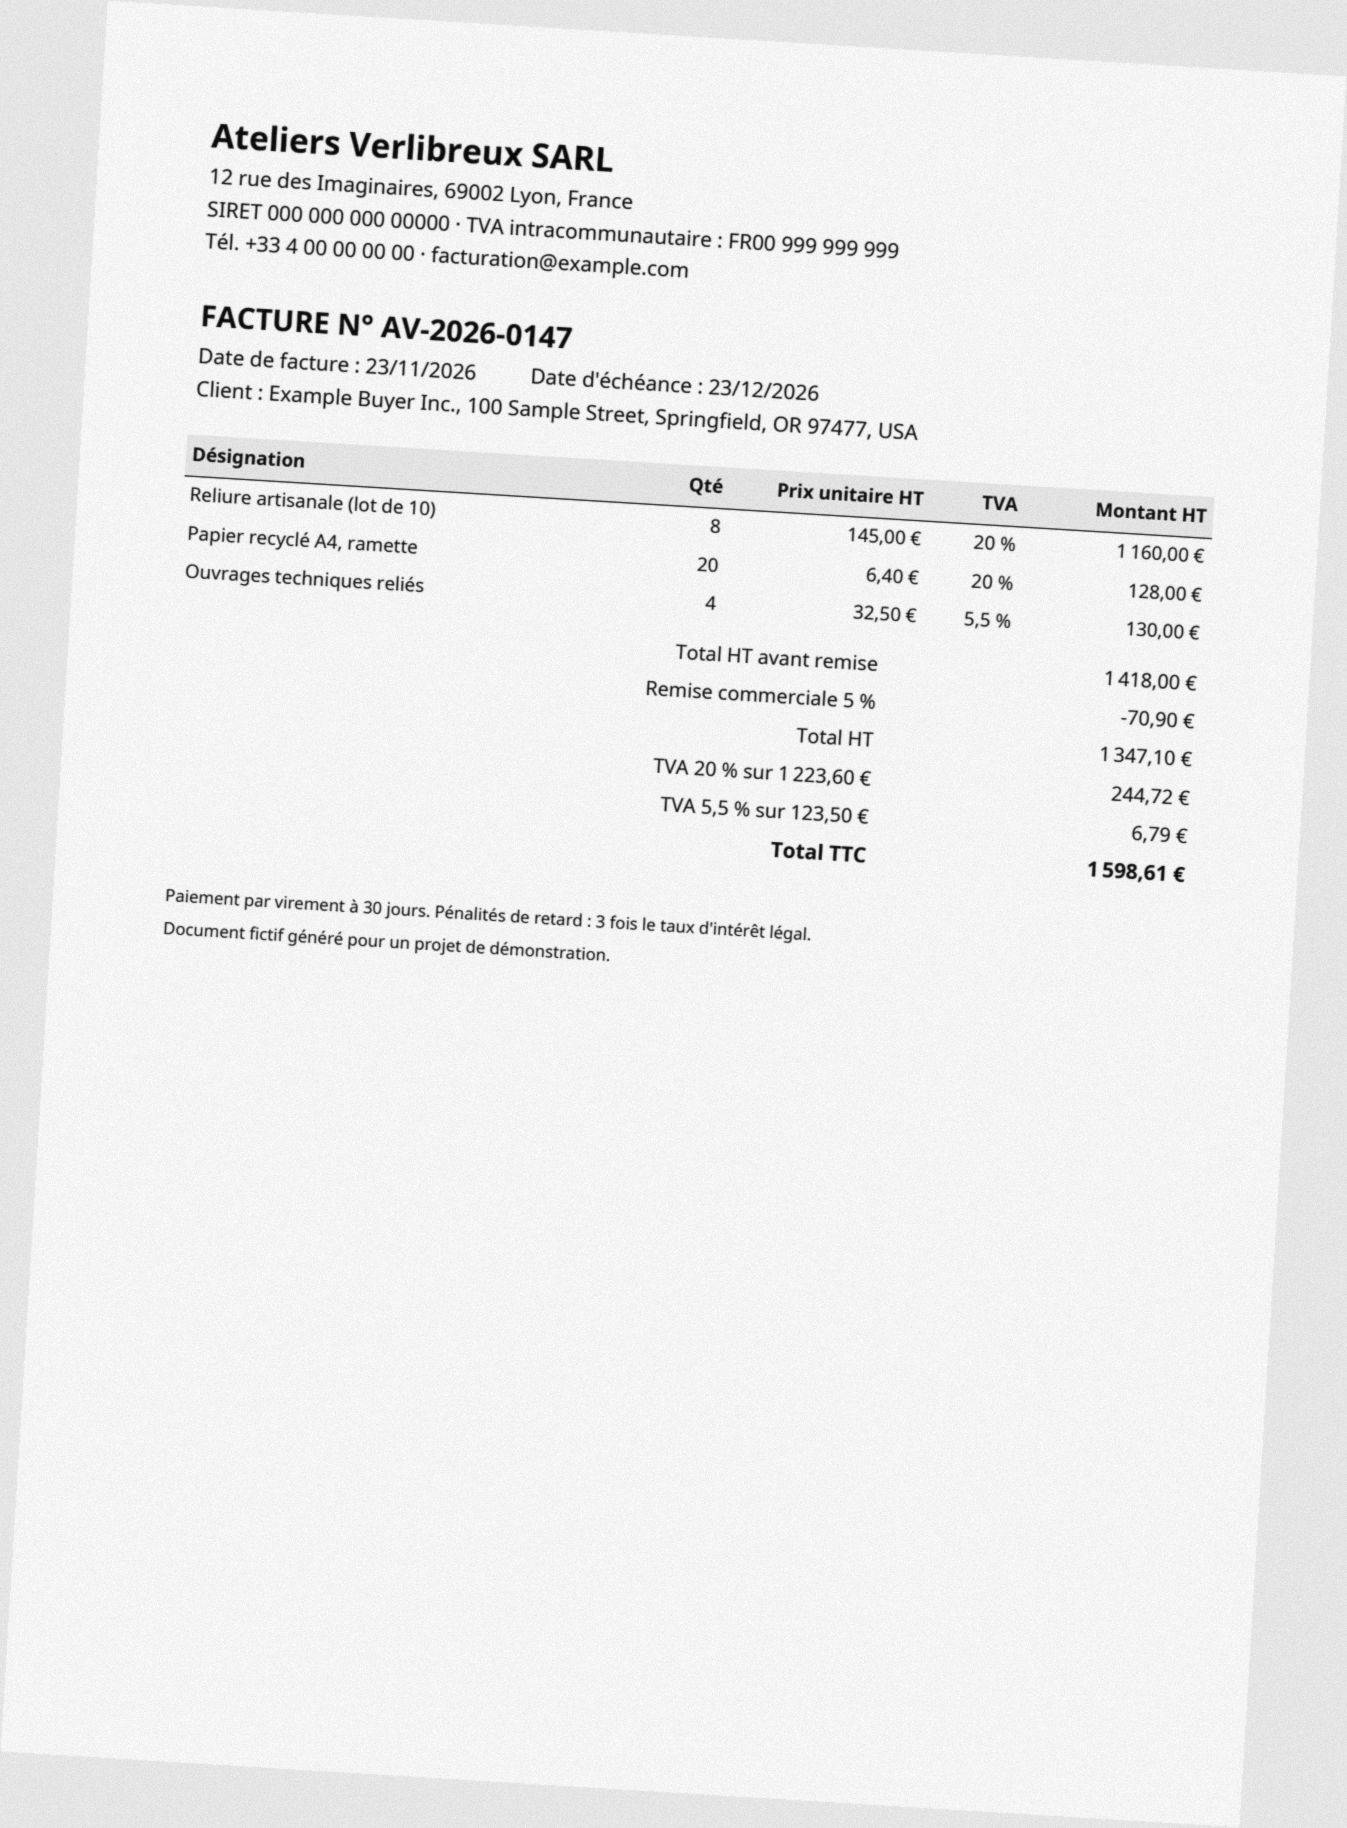 Ateliers Verlibreux SARL
12 rue des Imaginaires, 69002 Lyon, France
SIRET 000 000 000 00000 · TVA intracommunautaire : FR00 999 999 999
Tél. +33 4 00 00 00 00 · facturation@example.com
FACTURE N° AV-2026-0147
Date de facture : 23/11/2026 Date d'échéance : 23/12/2026
Client : Example Buyer Inc., 100 Sample Street, Springfield, OR 97477, USA
Désignation Qté Prix unitaire HT TVA Montant HT
Reliure artisanale (lot de 10) 8 145,00 € 20 % 1 160,00 €
Papier recyclé A4, ramette 20 6,40 € 20 % 128,00 €
Ouvrages techniques reliés 4 32,50 € 5,5 % 130,00 €
Total HT avant remise 1 418,00 €
Remise commerciale 5 % -70,90 €
Total HT 1 347,10 €
TVA 20 % sur 1 223,60 € 244,72 €
TVA 5,5 % sur 123,50 € 6,79 €
Total TTC 1 598,61 €
Paiement par virement à 30 jours. Pénalités de retard : 3 fois le taux d'intérêt légal.
Document fictif généré pour un projet de démonstration.